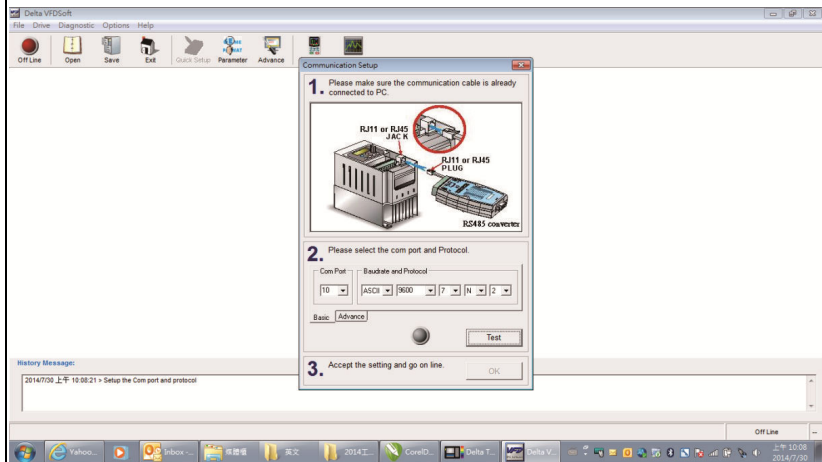 Delta VFDSoft
File Drive Diagnostic Options Help
Off Line Open Save Exit Quick Setup Parameter Advance
Communication Setup
1. Please make sure the communication cable is already
connected to PC.
RJ11 or RJ45
JACK
RJ11 or RJ45
PLUG
RS485 converter
2. Please select the com port and Protocol.
Com Port Baudrate and Protocol
10 ASCII 9600 7 N 2
Basic Advance
Test
3. Accept the setting and go on line.
OK
History Message:
2014/7/30 上午 10:08:21 > Setup the Com port and protocol
Off Line
Yahoo... Inbox -... 媒體櫃 英文 2014工... CorelD... Delta T... Delta V...
上午 10:08
2014/7/30